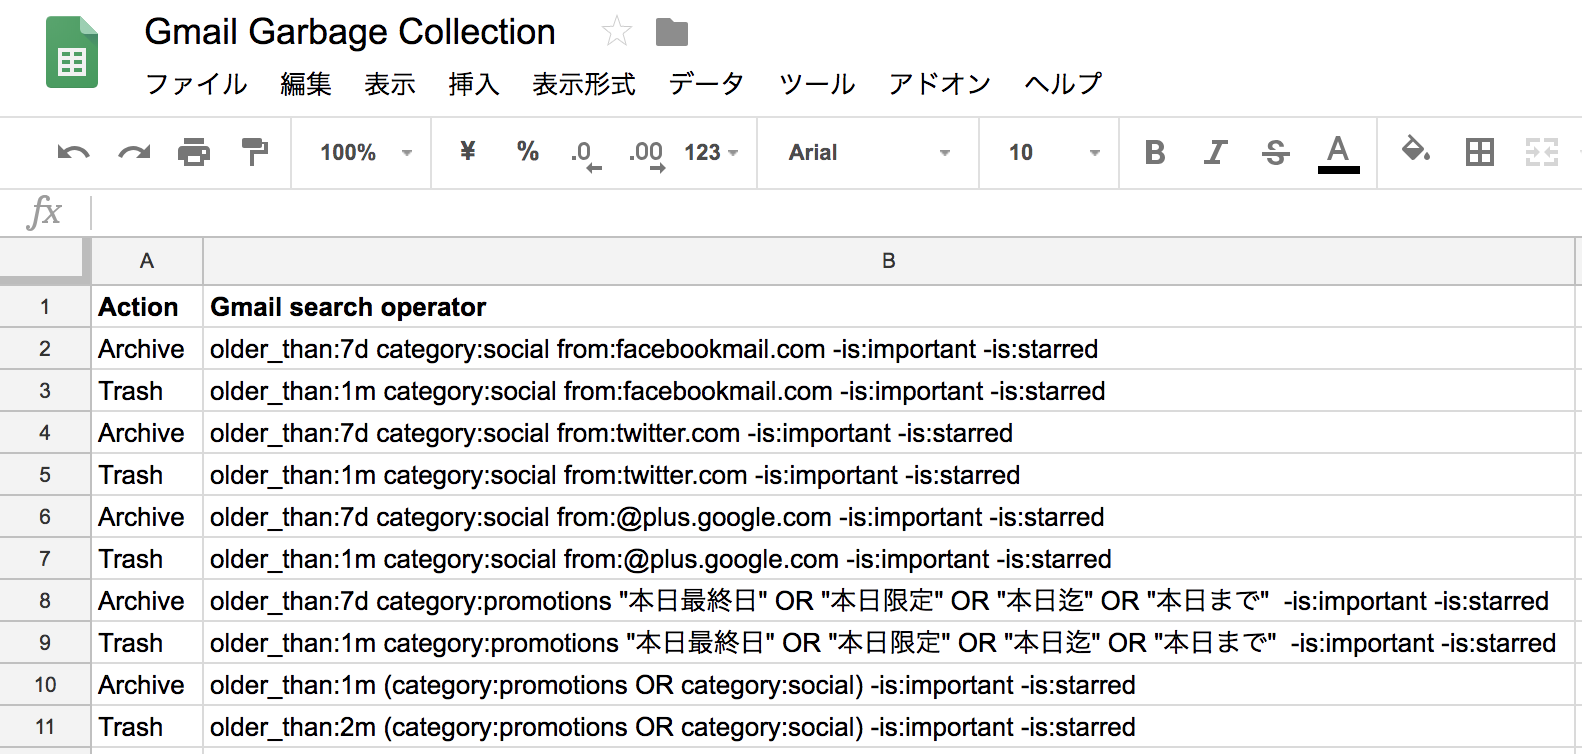 Gmail Garbage Collection
ファイル 編集 表示 挿入 表示形式 データ ツール アドオン ヘルプ
100% ¥ % .0 .00 123 Arial 10 B I S A
fx
A B
1 Action Gmail search operator
2 Archive older_than:7d category:social from:facebookmail.com -is:important -is:starred
3 Trash older_than:1m category:social from:facebookmail.com -is:important -is:starred
4 Archive older_than:7d category:social from:twitter.com -is:important -is:starred
5 Trash older_than:1m category:social from:twitter.com -is:important -is:starred
6 Archive older_than:7d category:social from:@plus.google.com -is:important -is:starred
7 Trash older_than:1m category:social from:@plus.google.com -is:important -is:starred
8 Archive older_than:7d category:promotions "本日最終日" OR "本日限定" OR "本日迄" OR "本日まで"  -is:important -is:starred
9 Trash older_than:1m category:promotions "本日最終日" OR "本日限定" OR "本日迄" OR "本日まで"  -is:important -is:starred
10 Archive older_than:1m (category:promotions OR category:social) -is:important -is:starred
11 Trash older_than:2m (category:promotions OR category:social) -is:important -is:starred